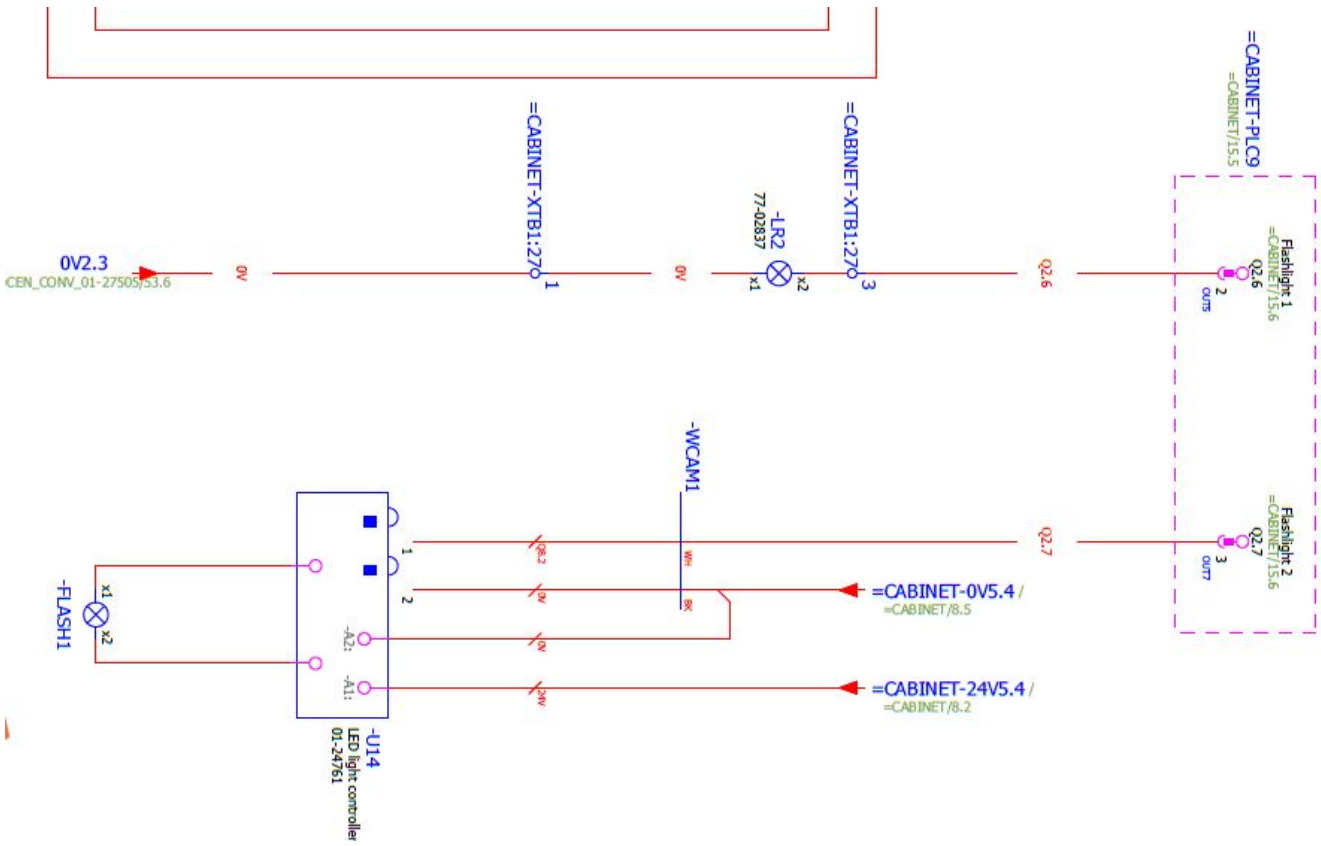 =CABINET-PLC9
=CABINET/15.5
=CABINET-XTB1:27
1
=CABINET-XTB1:27
3
-LR2
77-02837
x1
x2
0V2.3
CEN_CONV_01-27505/53.6
0V
0V
Q2.6
Flashlight 1
=CABINET/15.6
Q2.6
2
OUT5
-WCAM1
Flashlight 2
=CABINET/15.6
Q2.7
3
OUT7
Q2.7
WH
Q8.2
1
BK
0V
2
=CABINET-0V5.4 /
=CABINET/8.5
0V
-A2:
24V
-A1:
=CABINET-24V5.4 /
=CABINET/8.2
-FLASH1
x1
x2
-U14
LED light controller
01-24761